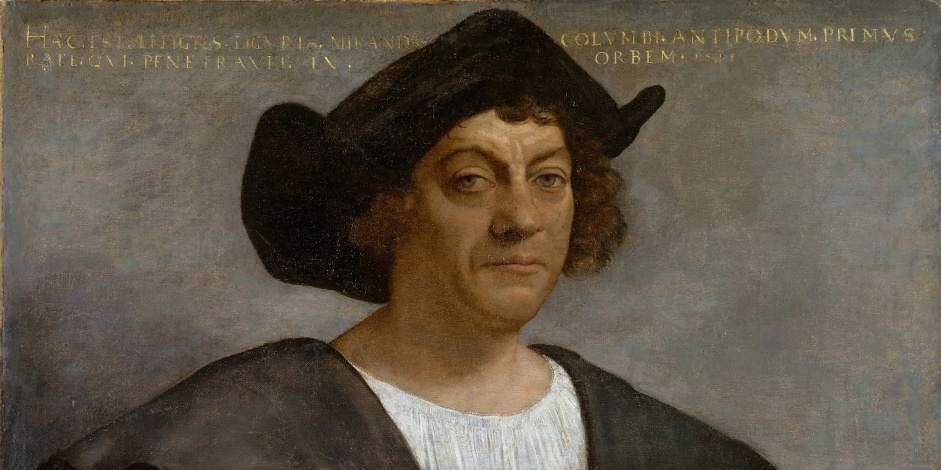 HAC.EST.EFFIGIES.LIGVRIS.MIRANDA COLVMBI.ANTIPODVM.PRIMVS
RATE.QVI.PENETRAVIT.IN. ORBEM.